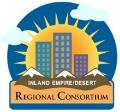 INLAND EMPIRE/DESERT
REGIONAL CONSORTIUM